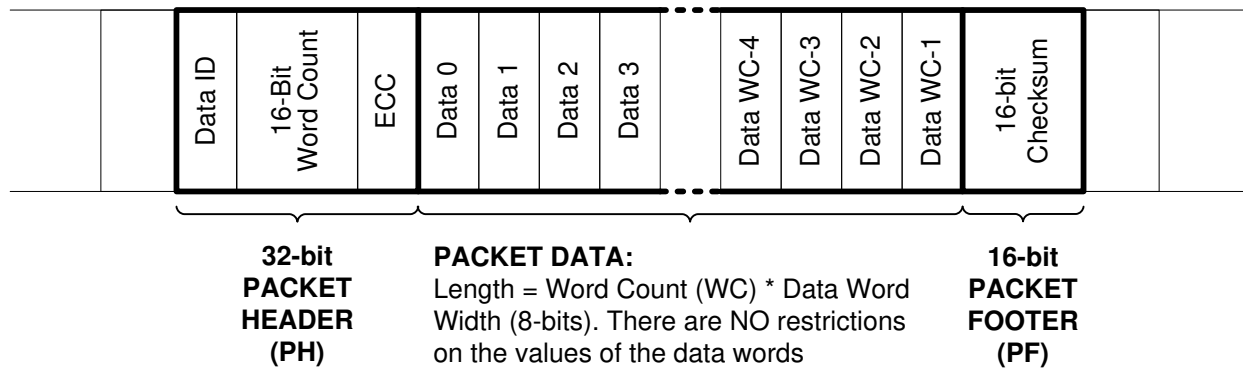 Data ID
16-Bit
Word Count
ECC
Data 0
Data 1
Data 2
Data 3
Data WC-4
Data WC-3
Data WC-2
Data WC-1
16-bit
Checksum
32-bit
PACKET
HEADER
(PH)
PACKET DATA:
Length = Word Count (WC) * Data Word
Width (8-bits). There are NO restrictions
on the values of the data words
16-bit
PACKET
FOOTER
(PF)